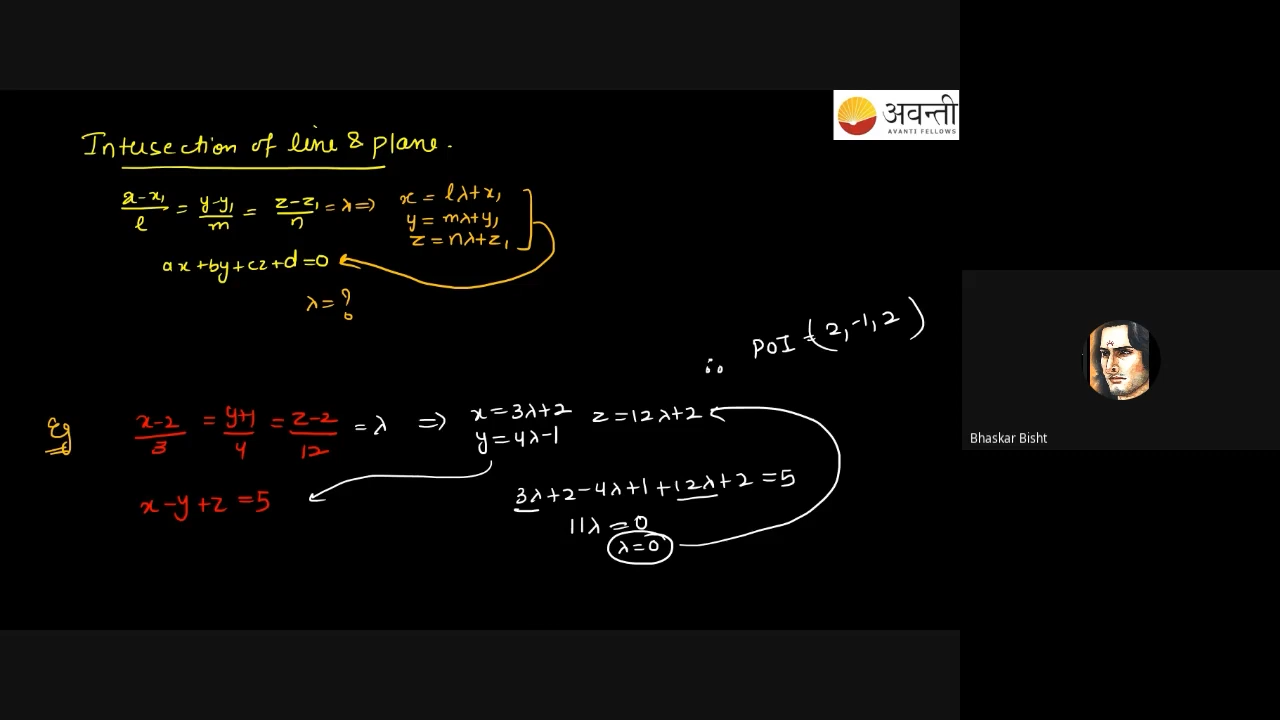 अवन्ती
AVANTI FELLOWS
Intersection of line & plane.
x-x₁/l = y-y₁/m = z-z₁/n = λ ⇒ x = lλ+x₁
y = mλ+y₁
z = nλ+z₁
ax+by+cz+d=0
λ = ?
∴ POI = (2,-1,2)
Eg x-2/3 = y+1/4 = z-2/12 = λ ⇒ x=3λ+2 z=12λ+2
y=4λ-1
x-y+z=5
3λ+2-4λ+1+12λ+2=5
11λ=0
λ=0
Bhaskar Bisht